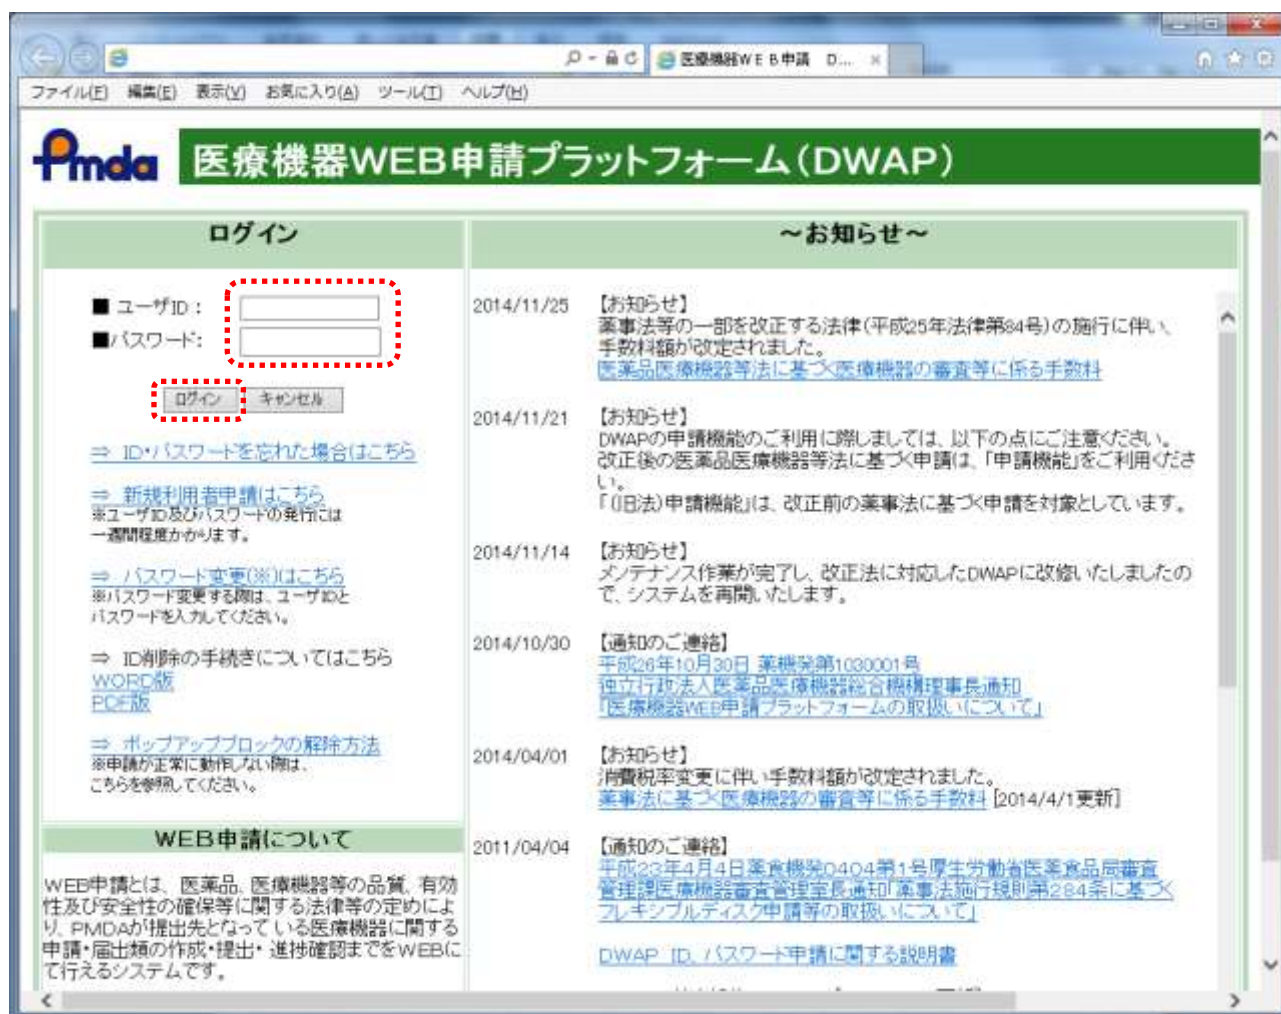 医療機器WEB申請 D...
ファイル(F) 編集(E) 表示(V) お気に入り(A) ツール(T) ヘルプ(H)
Pmda 医療機器WEB申請プラットフォーム(DWAP)
ログイン
■ ユーザID:
■パスワード:
ログイン キャンセル
⇒ ID・パスワードを忘れた場合はこちら
⇒ 新規利用者申請はこちら
※ユーザID及びパスワードの発行には
一週間程度かかります。
⇒ パスワード変更(※)はこちら
※パスワード変更する際は、ユーザIDと
パスワードを入力してください。
⇒ ID削除の手続きについてはこちら
WORD版
PDF版
⇒ ポップアップブロックの解除方法
※申請が正常に動作しない際は、
こちらを参照してください。
WEB申請について
WEB申請とは、医薬品、医療機器等の品質、有効
性及び安全性の確保等に関する法律等の定めによ
り、PMDAが提出先となっている医療機器に関する
申請・届出類の作成・提出・進捗確認までをWEBに
て行えるシステムです。
~お知らせ~
2014/11/25 【お知らせ】
薬事法等の一部を改正する法律(平成25年法律第84号)の施行に伴い、
手数料額が改定されました。
医薬品医療機器等法に基づく医療機器の審査等に係る手数料
2014/11/21 【お知らせ】
DWAPの申請機能のご利用に際しましては、以下の点にご注意ください。
改正後の医薬品医療機器等法に基づく申請は、「申請機能」をご利用くださ
い。
「(旧法)申請機能」は、改正前の薬事法に基づく申請を対象としています。
2014/11/14 【お知らせ】
メンテナンス作業が完了し、改正法に対応したDWAPに改修いたしましたの
で、システムを再開いたします。
2014/10/30 【通知のご連絡】
平成26年10月30日 薬機発第1030001号
独立行政法人医薬品医療機器総合機構理事長通知
「医療機器WEB申請プラットフォームの取扱いについて」
2014/04/01 【お知らせ】
消費税率変更に伴い手数料額が改定されました。
薬事法に基づく医療機器の審査等に係る手数料 [2014/4/1更新]
2011/04/04 【通知のご連絡】
平成23年4月4日薬食機発0404第1号厚生労働省医薬食品局審査
管理課医療機器審査管理室長通知「薬事法施行規則第284条に基づく
フレキシブルディスク申請等の取扱いについて」
DWAP ID、パスワード申請に関する説明書